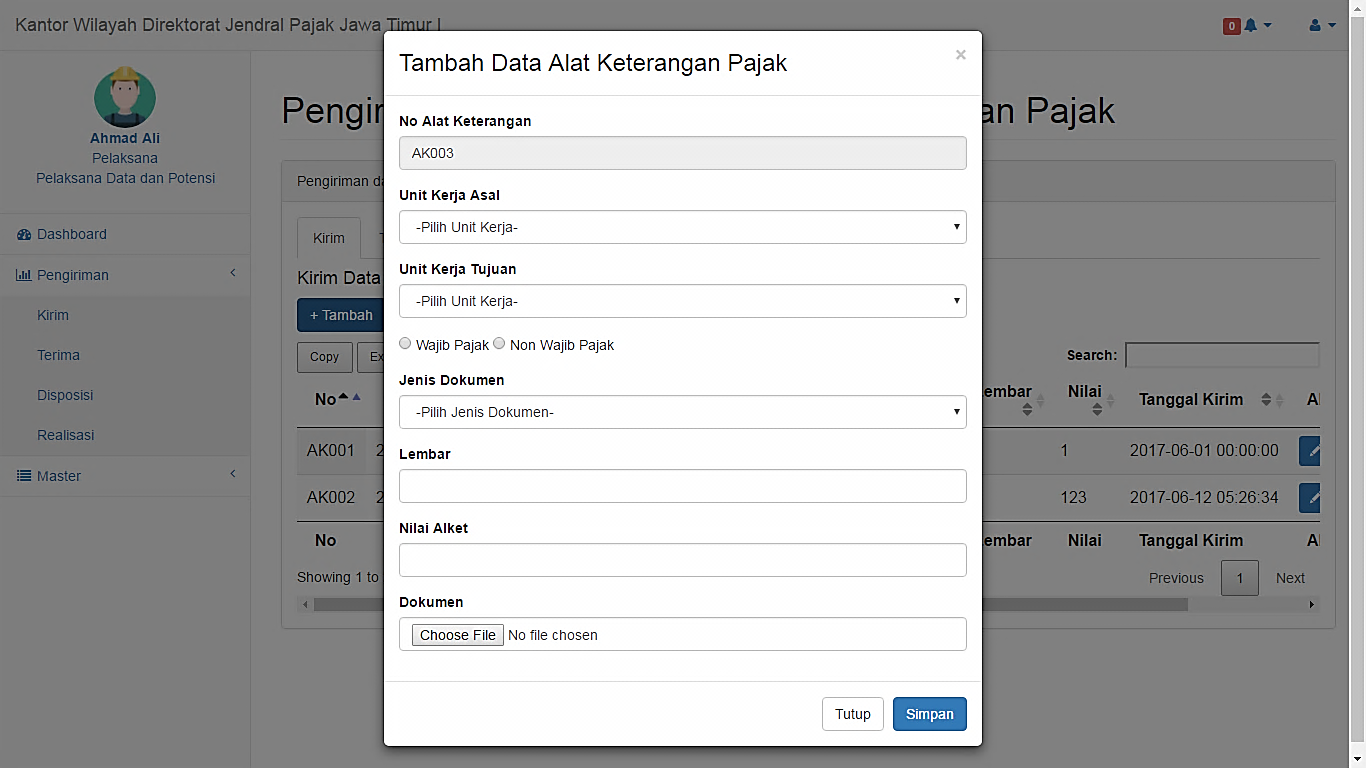 Kantor Wilayah Direktorat Jendral Pajak Jawa Timur I
0
Ahmad Ali
Pelaksana
Pelaksana Data dan Potensi
Dashboard
Pengiriman
Kirim
Terima
Disposisi
Realisasi
Master
Pajak
Pengiriman
Kirim
Kirim Data
+ Tambah
Copy
Search:
No
Nilai
Tanggal Kirim
AK001
1
2017-06-01 00:00:00
AK002
123
2017-06-12 05:26:34
No
Nilai
Tanggal Kirim
Showing 1 to
Previous
1
Next
Tambah Data Alat Keterangan Pajak
×
No Alat Keterangan
AK003
Unit Kerja Asal
-Pilih Unit Kerja-
Unit Kerja Tujuan
-Pilih Unit Kerja-
Wajib Pajak Non Wajib Pajak
Jenis Dokumen
-Pilih Jenis Dokumen-
Lembar
Nilai Alket
Dokumen
Choose File No file chosen
Tutup Simpan